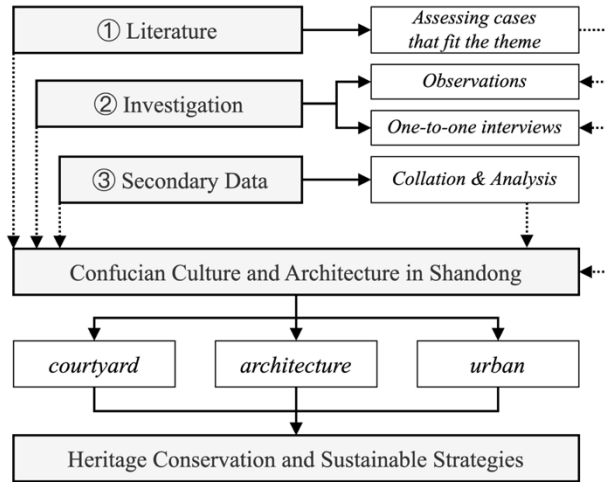 ① Literature
Assessing cases
that fit the theme
② Investigation
Observations
One-to-one interviews
③ Secondary Data
Collation & Analysis
Confucian Culture and Architecture in Shandong
courtyard
architecture
urban
Heritage Conservation and Sustainable Strategies